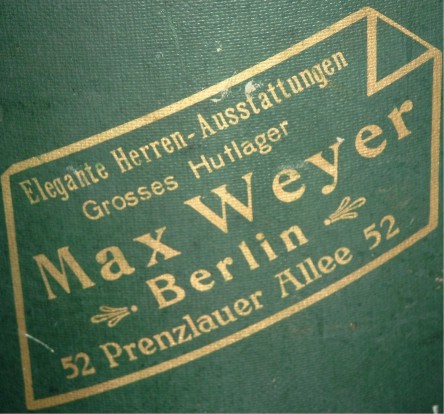 Elegante Herren-Ausstattungen
Grosses Hutlager
Max Weyer
Berlin
52 Prenzlauer Allee 52